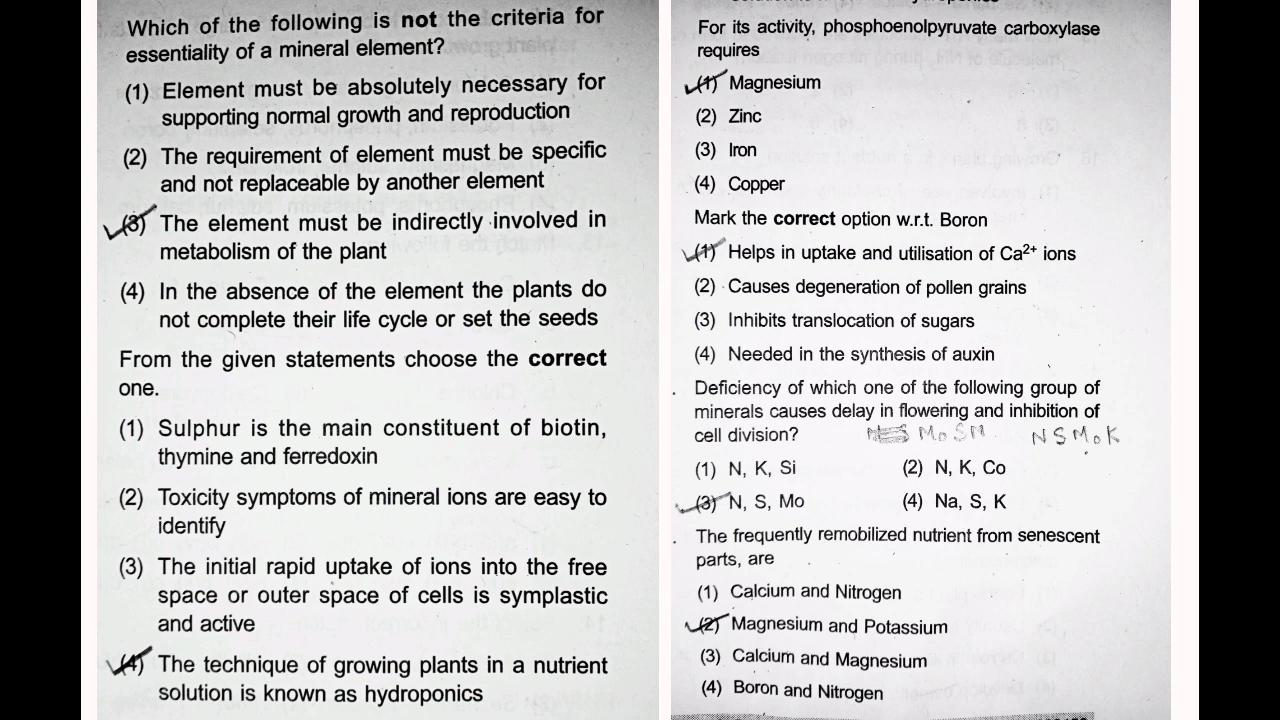 Which of the following is not the criteria for
essentiality of a mineral element?
(1) Element must be absolutely necessary for
supporting normal growth and reproduction
(2) The requirement of element must be specific
and not replaceable by another element
(3) The element must be indirectly involved in
metabolism of the plant
(4) In the absence of the element the plants do
not complete their life cycle or set the seeds
From the given statements choose the correct
one.
(1) Sulphur is the main constituent of biotin,
thymine and ferredoxin
(2) Toxicity symptoms of mineral ions are easy to
identify
(3) The initial rapid uptake of ions into the free
space or outer space of cells is symplastic
and active
(4) The technique of growing plants in a nutrient
solution is known as hydroponics
For its activity, phosphoenolpyruvate carboxylase
requires
(1) Magnesium
(2) Zinc
(3) Iron
(4) Copper
Mark the correct option w.r.t. Boron
(1) Helps in uptake and utilisation of Ca²⁺ ions
(2) Causes degeneration of pollen grains
(3) Inhibits translocation of sugars
(4) Needed in the synthesis of auxin
Deficiency of which one of the following group of
minerals causes delay in flowering and inhibition of
cell division? Mo S M N S Mo K
(1) N, K, Si (2) N, K, Co
(3) N, S, Mo (4) Na, S, K
The frequently remobilized nutrient from senescent
parts, are
(1) Calcium and Nitrogen
(2) Magnesium and Potassium
(3) Calcium and Magnesium
(4) Boron and Nitrogen